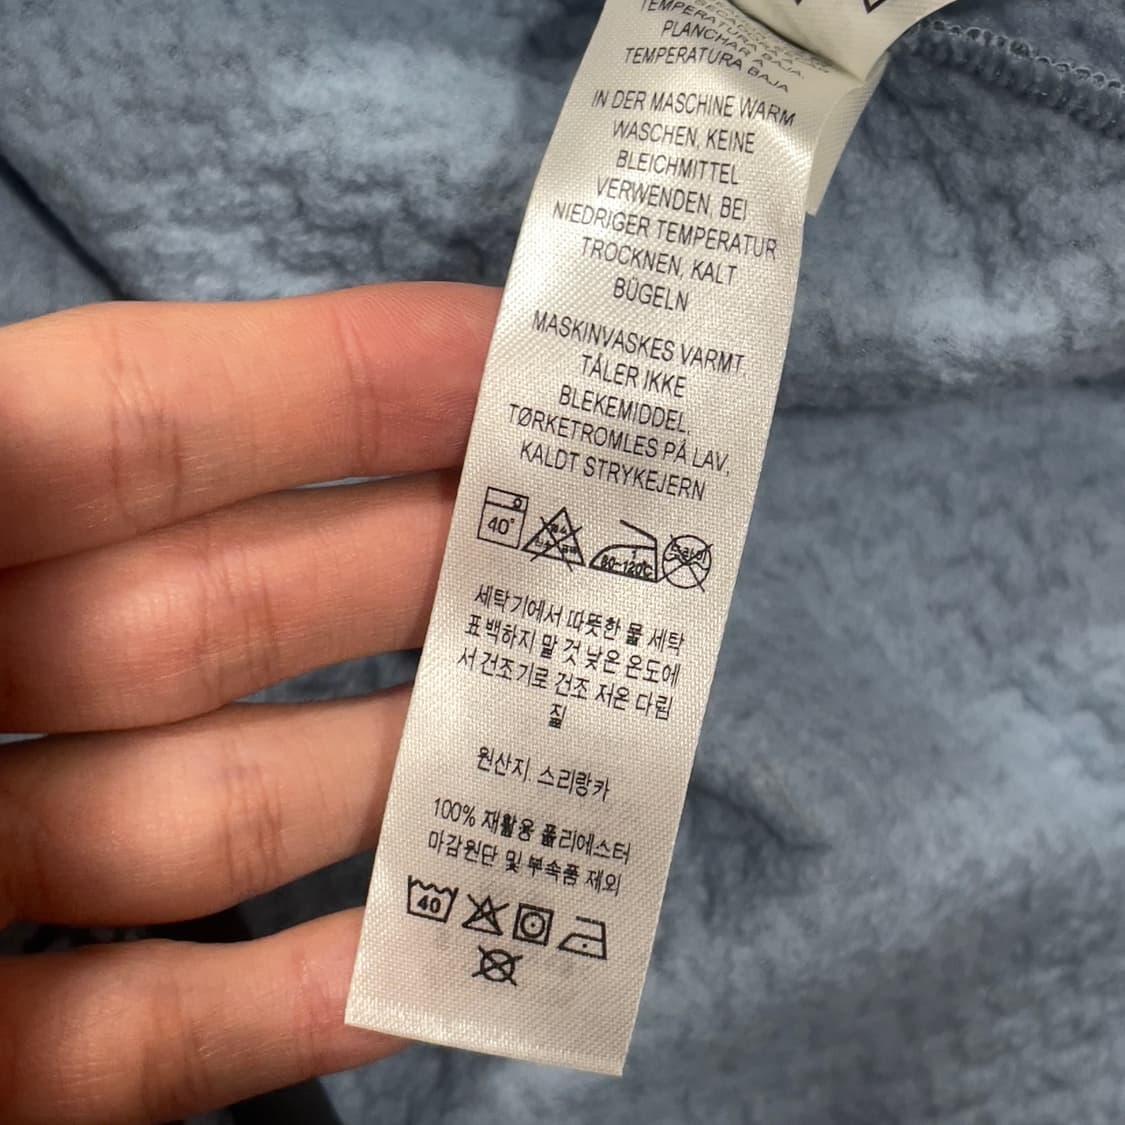 TEMPERATURA
PLANCHAR A BAJA
TEMPERATURA BAJA
IN DER MASCHINE WARM
WASCHEN, KEINE
BLEICHMITTEL
VERWENDEN, BEI
NIEDRIGER TEMPERATUR
TROCKNEN, KALT
BÜGELN
MASKINVASKES VARMT,
TÅLER IKKE
BLEKEMIDDEL,
TØRKETROMLES PÅ LAV,
KALDT STRYKEJERN
40° 80~120℃
세탁기에서 따뜻한 물 세탁
표백하지 말 것 낮은 온도에
서 건조기로 건조 저온 다림
질
원산지. 스리랑카
100% 재활용 폴리에스터
마감원단 및 부속품 제외
40